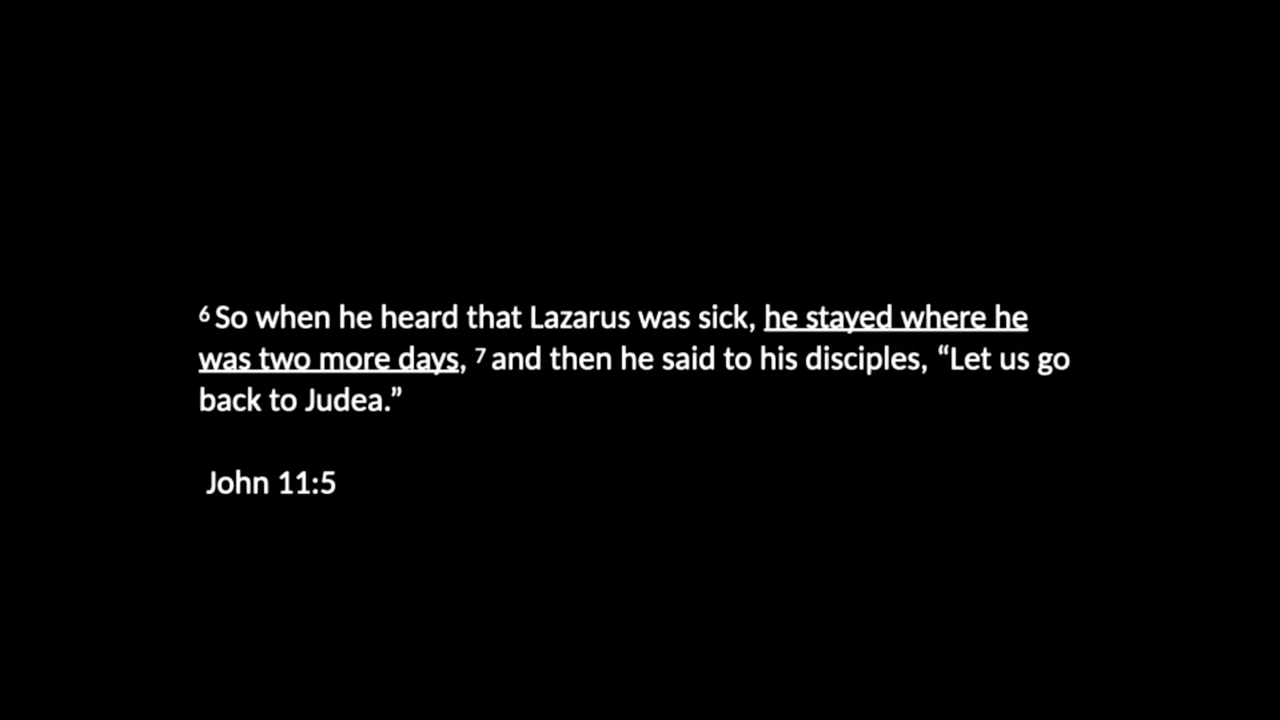 ⁶ So when he heard that Lazarus was sick, he stayed where he
was two more days, ⁷ and then he said to his disciples, “Let us go
back to Judea.”
John 11:5